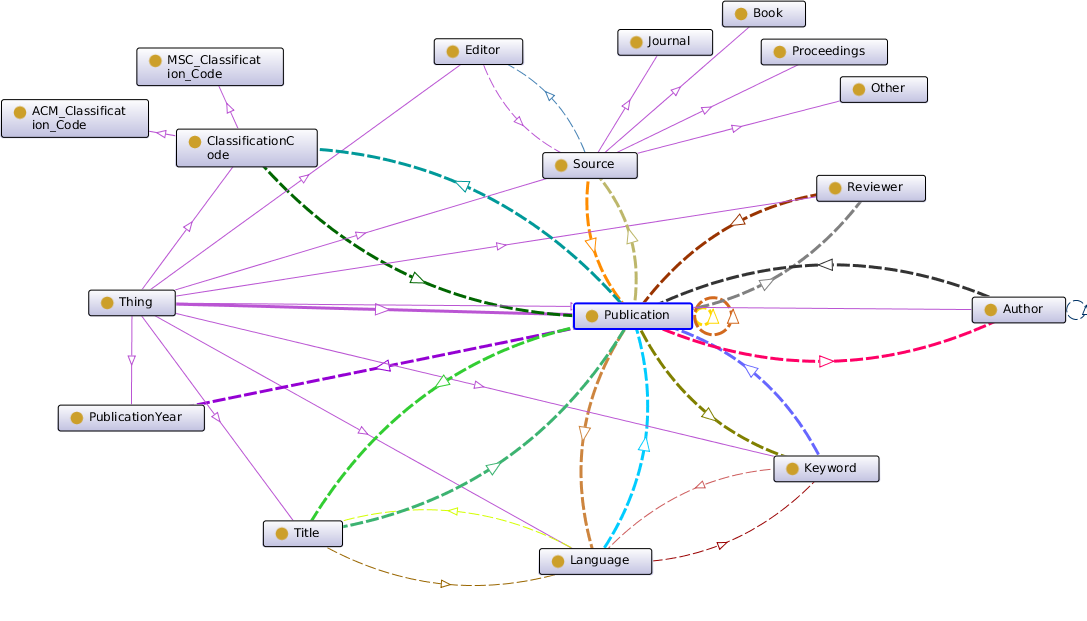 Book
Journal
Editor
Proceedings
MSC_Classificat
ion_Code
Other
ACM_Classificat
ion_Code
ClassificationC
ode
Source
Reviewer
Thing
Publication
Author
PublicationYear
Keyword
Title
Language